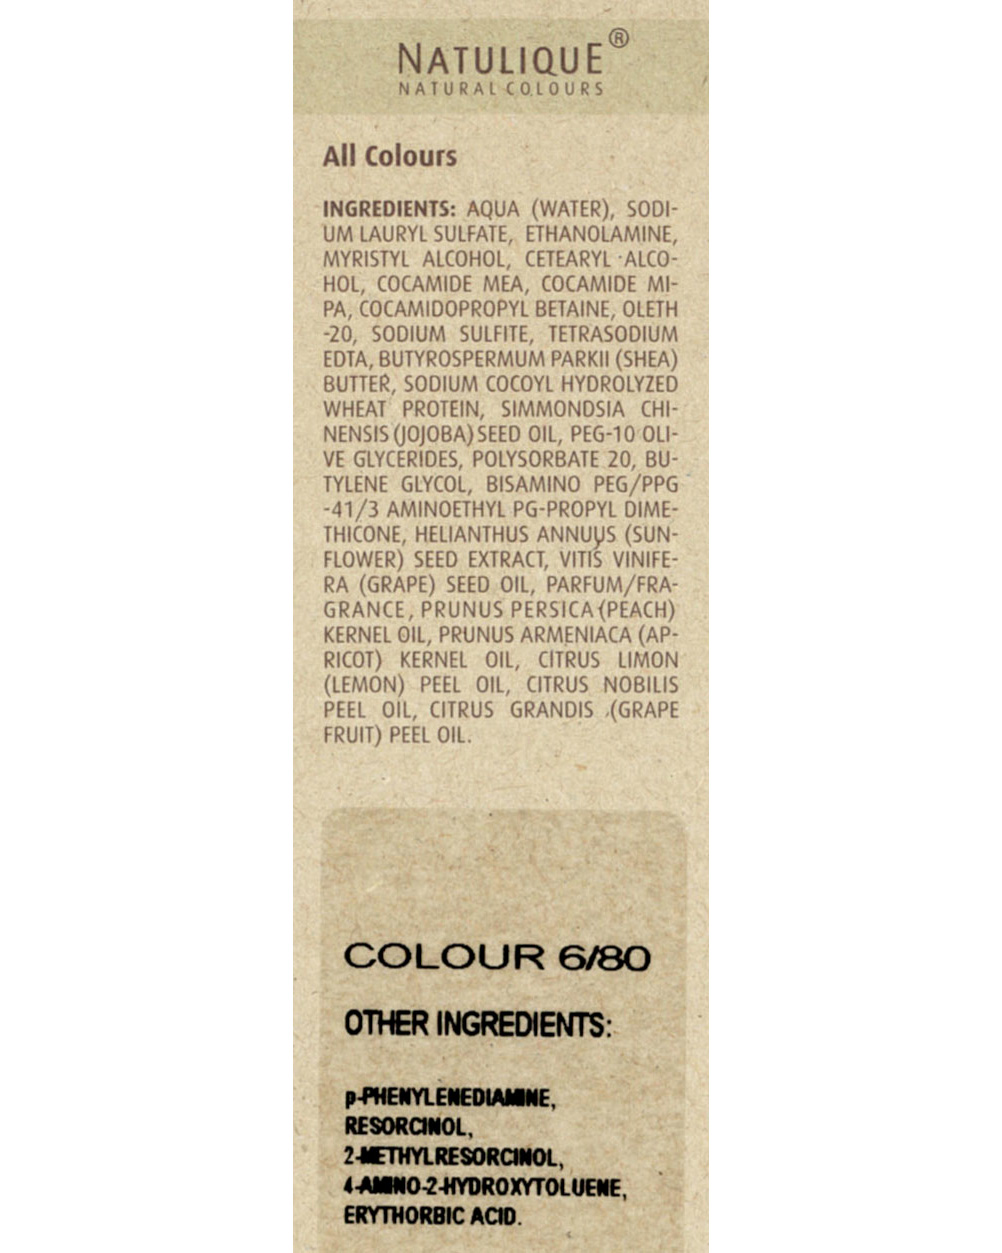 NATULIQUE®
NATURAL COLOURS
All Colours
INGREDIENTS: AQUA (WATER), SODI-
UM LAURYL SULFATE, ETHANOLAMINE,
MYRISTYL ALCOHOL, CETEARYL ALCO-
HOL, COCAMIDE MEA, COCAMIDE MI-
PA, COCAMIDOPROPYL BETAINE, OLETH
-20, SODIUM SULFITE, TETRASODIUM
EDTA, BUTYROSPERMUM PARKII (SHEA)
BUTTER, SODIUM COCOYL HYDROLYZED
WHEAT PROTEIN, SIMMONDSIA CHI-
NENSIS (JOJOBA) SEED OIL, PEG-10 OLI-
VE GLYCERIDES, POLYSORBATE 20, BU-
TYLENE GLYCOL, BISAMINO PEG/PPG
-41/3 AMINOETHYL PG-PROPYL DIME-
THICONE, HELIANTHUS ANNUUS (SUN-
FLOWER) SEED EXTRACT, VITIS VINIFE-
RA (GRAPE) SEED OIL, PARFUM/FRA-
GRANCE, PRUNUS PERSICA (PEACH)
KERNEL OIL, PRUNUS ARMENIACA (AP-
RICOT) KERNEL OIL, CITRUS LIMON
(LEMON) PEEL OIL, CITRUS NOBILIS
PEEL OIL, CITRUS GRANDIS (GRAPE
FRUIT) PEEL OIL.
COLOUR 6/80
OTHER INGREDIENTS:
p-PHENYLENEDIAMINE,
RESORCINOL,
2-METHYLRESORCINOL,
4-AMINO-2-HYDROXYTOLUENE,
ERYTHORBIC ACID.